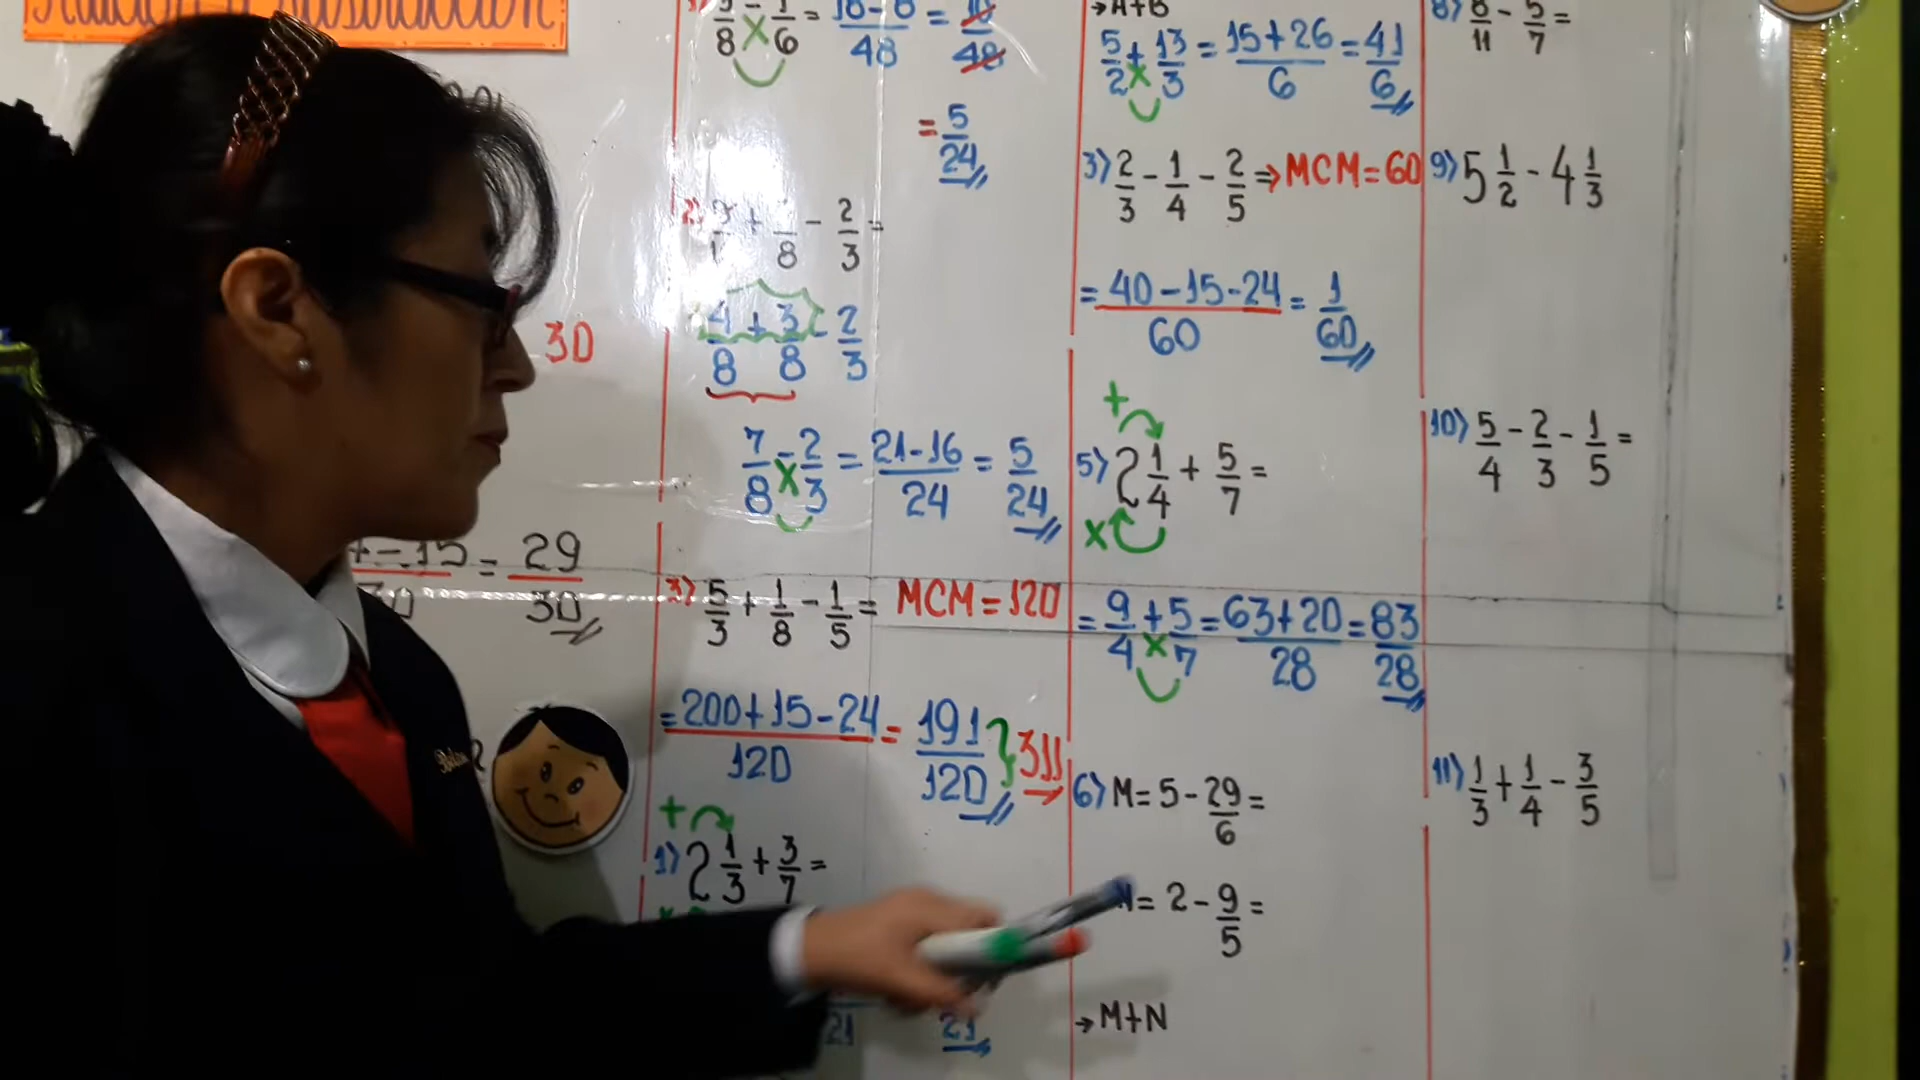 30
-15 = 29
30
8 6 = 48 = 48
= 5/24
2) 8 - 2/3 =
4/8 + 3/8 - 2/3
7/8 - 2/3 = 21-16/24 = 5/24
3) 5/3 + 1/8 - 1/5 = MCM = 120
= 200+15-24/120 = 191/120 } 311
+
1) 2 1/3 + 3/7 =
21 21
→ A+B
5/2 + 13/3 = 15+26/6 = 41/6
3) 2/3 - 1/4 - 2/5 ⇒ MCM = 60
= 40-15-24/60 = 1/60
+
5) 2 1/4 + 5/7 =
x
= 9/4 + 5/7 = 63+20/28 = 83/28
6) M = 5 - 29/6 =
N = 2 - 9/5 =
→ M+N
8) 8/11 - 5/7 =
9) 5 1/2 - 4 1/3
10) 5/4 - 2/3 - 1/5 =
11) 1/3 + 1/4 - 3/5